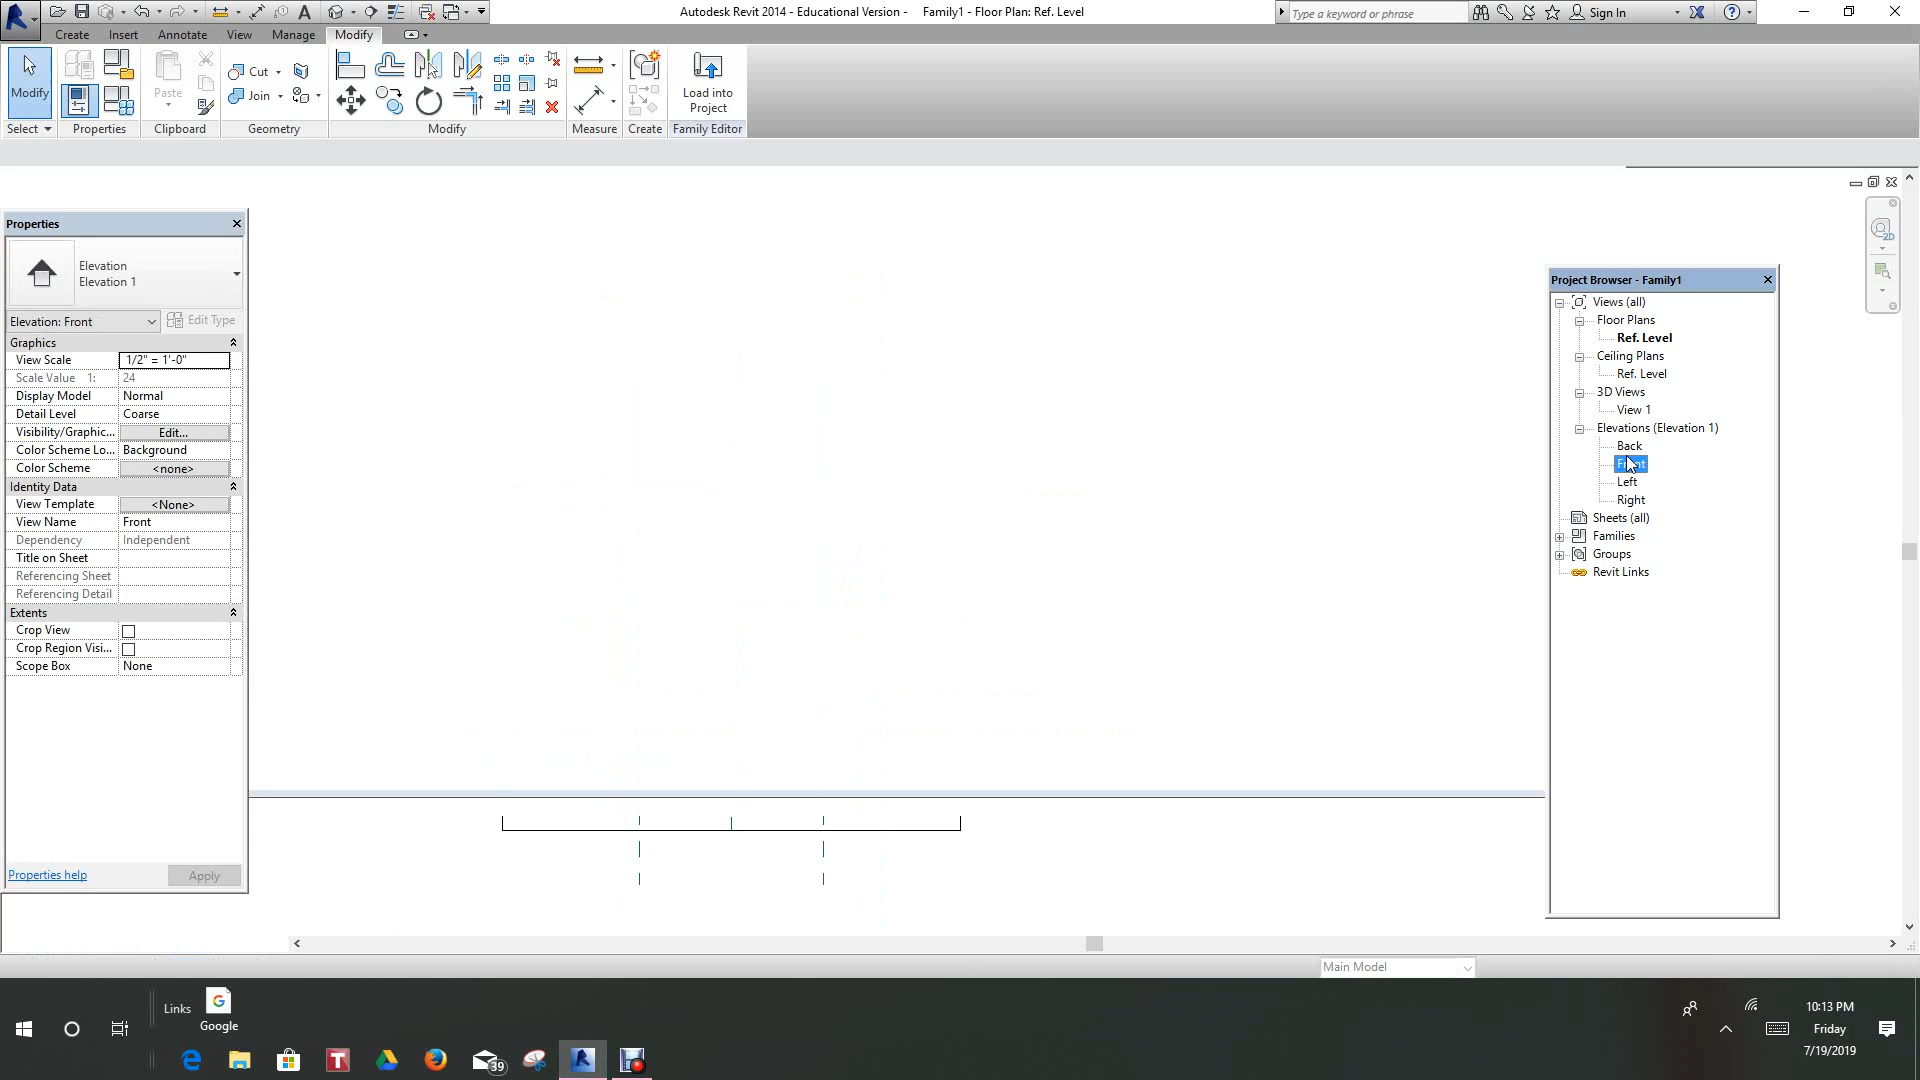 Autodesk Revit 2014 - Educational Version -    Family1 - Floor Plan: Ref. Level
Type a keyword or phrase
Sign In
Create Insert Annotate View Manage Modify
Modify
Paste
Cut
Join
Load into
Project
Select Properties Clipboard Geometry Modify Measure Create Family Editor
Properties
Elevation
Elevation 1
Elevation: Front Edit Type
Graphics
View Scale 1/2" = 1'-0"
Scale Value 1: 24
Display Model Normal
Detail Level Coarse
Visibility/Graphic... Edit...
Color Scheme Lo... Background
Color Scheme <none>
Identity Data
View Template <None>
View Name Front
Dependency Independent
Title on Sheet
Referencing Sheet
Referencing Detail
Extents
Crop View
Crop Region Visi...
Scope Box None
Properties help Apply
Project Browser - Family1
Views (all)
Floor Plans
Ref. Level
Ceiling Plans
Ref. Level
3D Views
View 1
Elevations (Elevation 1)
Back
Front
Left
Right
Sheets (all)
Families
Groups
Revit Links
2D
Main Model
Links
Google
39
10:13 PM
Friday
7/19/2019